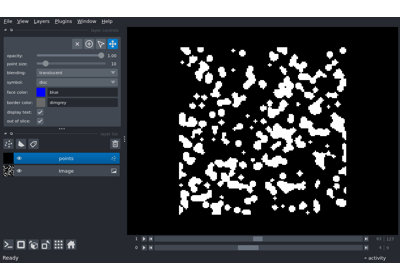 File View Layers Plugins Window Help
opacity: 1.00
point size: 10
blending: translucent
symbol: disc
face color: blue
border color: dimgrey
display text: ✓
out of slice: ✓
points
Image
1
0
Ready
activity